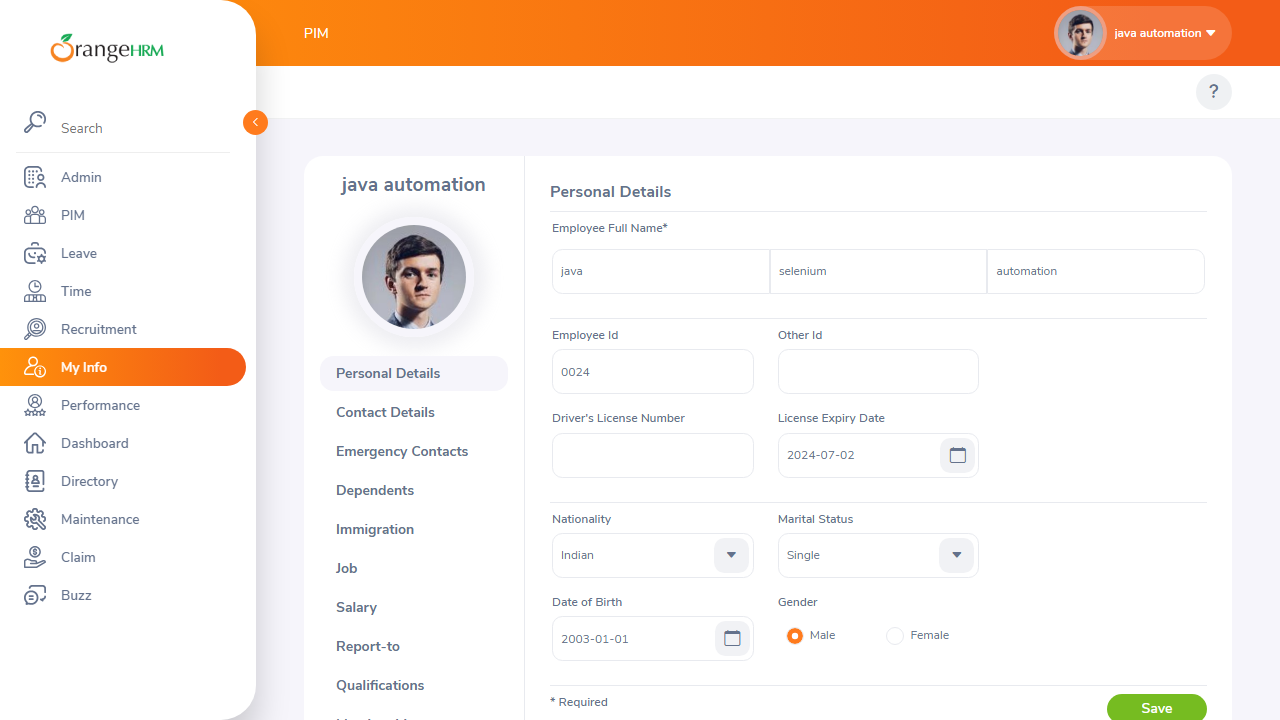 OrangeHRM
PIM
java automation
?
Search
Admin
PIM
Leave
Time
Recruitment
My Info
Performance
Dashboard
Directory
Maintenance
Claim
Buzz
java automation
Personal Details
Contact Details
Emergency Contacts
Dependents
Immigration
Job
Salary
Report-to
Qualifications
Personal Details
Employee Full Name*
java selenium automation
Employee Id Other Id
0024
Driver's License Number License Expiry Date
2024-07-02
Nationality Marital Status
Indian Single
Date of Birth Gender
2003-01-01 Male Female
* Required Save